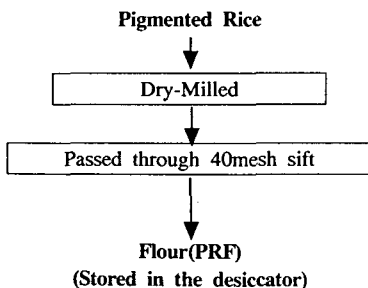 Pigmented Rice
Dry-Milled
Passed through 40mesh sift
Flour(PRF)
(Stored in the desiccator)